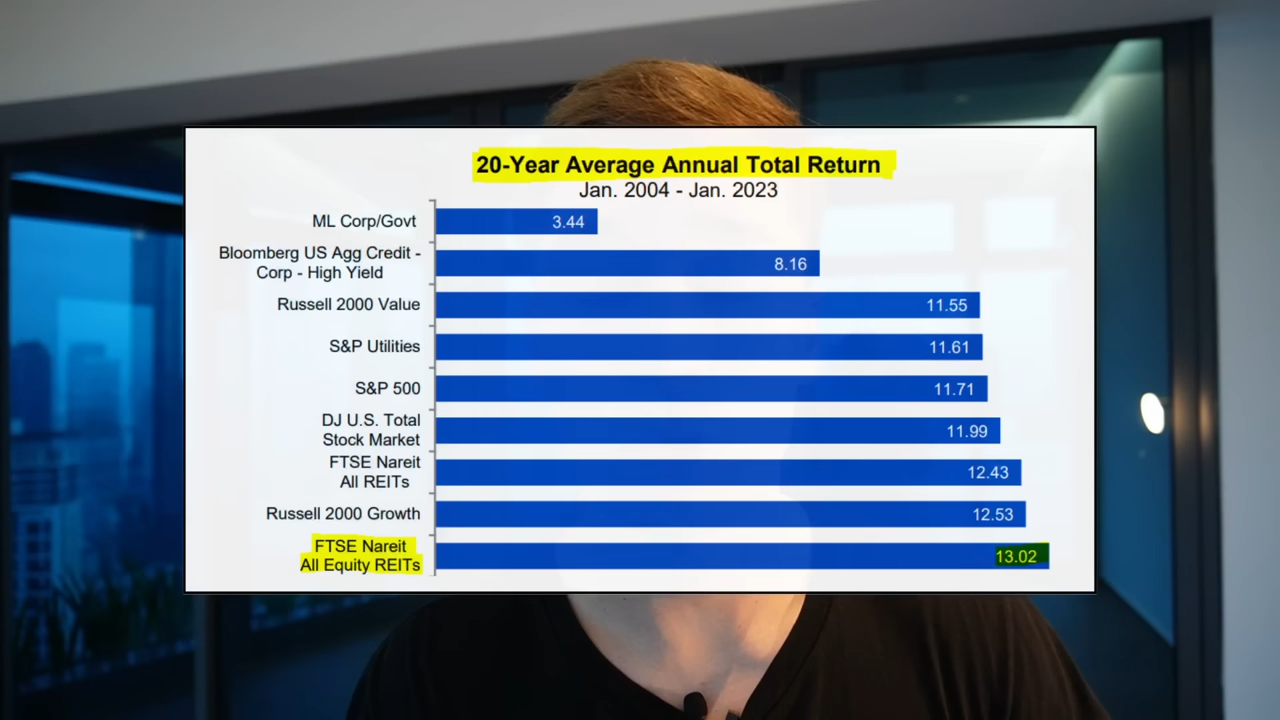 20-Year Average Annual Total Return
Jan. 2004 - Jan. 2023
ML Corp/Govt 3.44
Bloomberg US Agg Credit -
Corp - High Yield 8.16
Russell 2000 Value 11.55
S&P Utilities 11.61
S&P 500 11.71
DJ U.S. Total
Stock Market 11.99
FTSE Nareit
All REITs 12.43
Russell 2000 Growth 12.53
FTSE Nareit
All Equity REITs 13.02